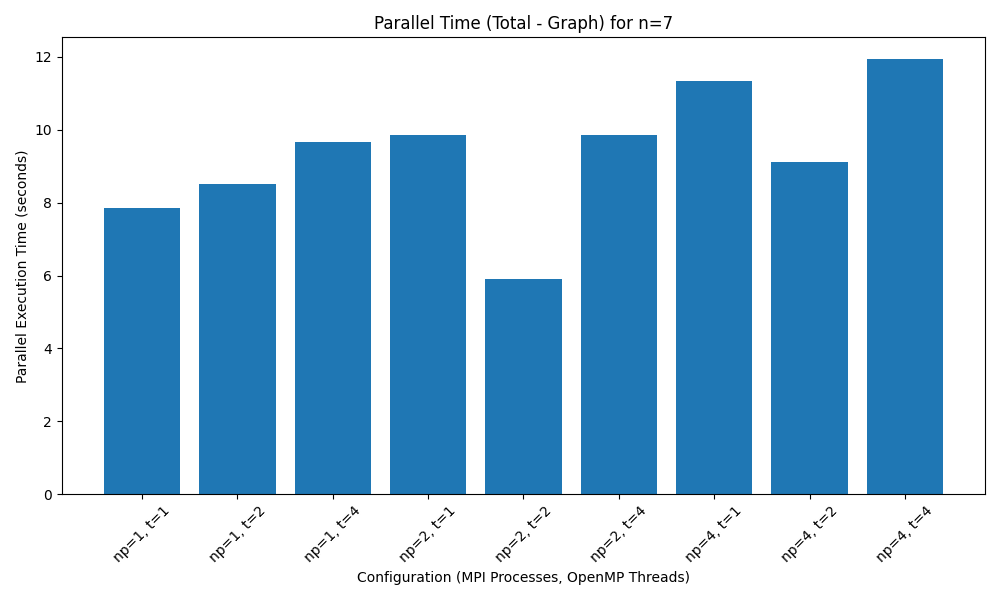 Parallel Time (Total - Graph) for n=7
Parallel Execution Time (seconds)
12
10
8
6
4
2
0
np=1, t=1
np=1, t=2
np=1, t=4
np=2, t=1
np=2, t=2
np=2, t=4
np=4, t=1
np=4, t=2
np=4, t=4
Configuration (MPI Processes, OpenMP Threads)